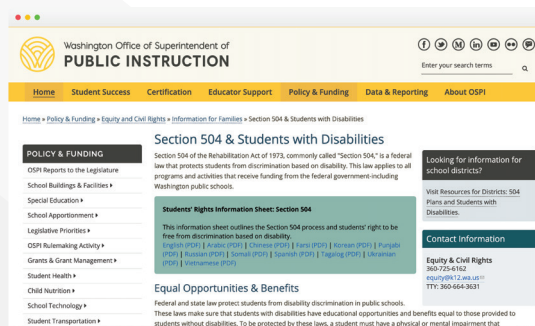 Washington Office of Superintendent of
PUBLIC INSTRUCTION
Enter your search terms
Home Student Success Certification Educator Support Policy & Funding Data & Reporting About OSPI
Home » Policy & Funding » Equity and Civil Rights » Information for Families » Section 504 & Students with Disabilities
POLICY & FUNDING
OSPI Reports to the Legislature
School Buildings & Facilities
Special Education
School Apportionment
Legislative Priorities
OSPI Rulemaking Activity
Grants & Grant Management
Student Health
Child Nutrition
School Technology
Student Transportation
Section 504 & Students with Disabilities
Section 504 of the Rehabilitation Act of 1973, commonly called "Section 504," is a federal
law that protects students from discrimination based on disability. This law applies to all
programs and activities that receive funding from the federal government-including
Washington public schools.
Students' Rights Information Sheet: Section 504
This information sheet outlines the Section 504 process and students' right to be
free from discrimination based on disability.
English (PDF) | Arabic (PDF) | Chinese (PDF) | Farsi (PDF) | Korean (PDF) | Punjabi
(PDF) | Russian (PDF) | Somali (PDF) | Spanish (PDF) | Tagalog (PDF) | Ukrainian
(PDF) | Vietnamese (PDF)
Equal Opportunities & Benefits
Federal and state law protect students from disability discrimination in public schools.
These laws make sure that students with disabilities have educational opportunities and benefits equal to those provided to
students without disabilities. To be protected by these laws, a student must have a physical or mental impairment that
Looking for information for
school districts?
Visit Resources for Districts: 504
Plans and Students with
Disabilities.
Contact Information
Equity & Civil Rights
360-725-6162
equity@k12.wa.us
TTY: 360-664-3631